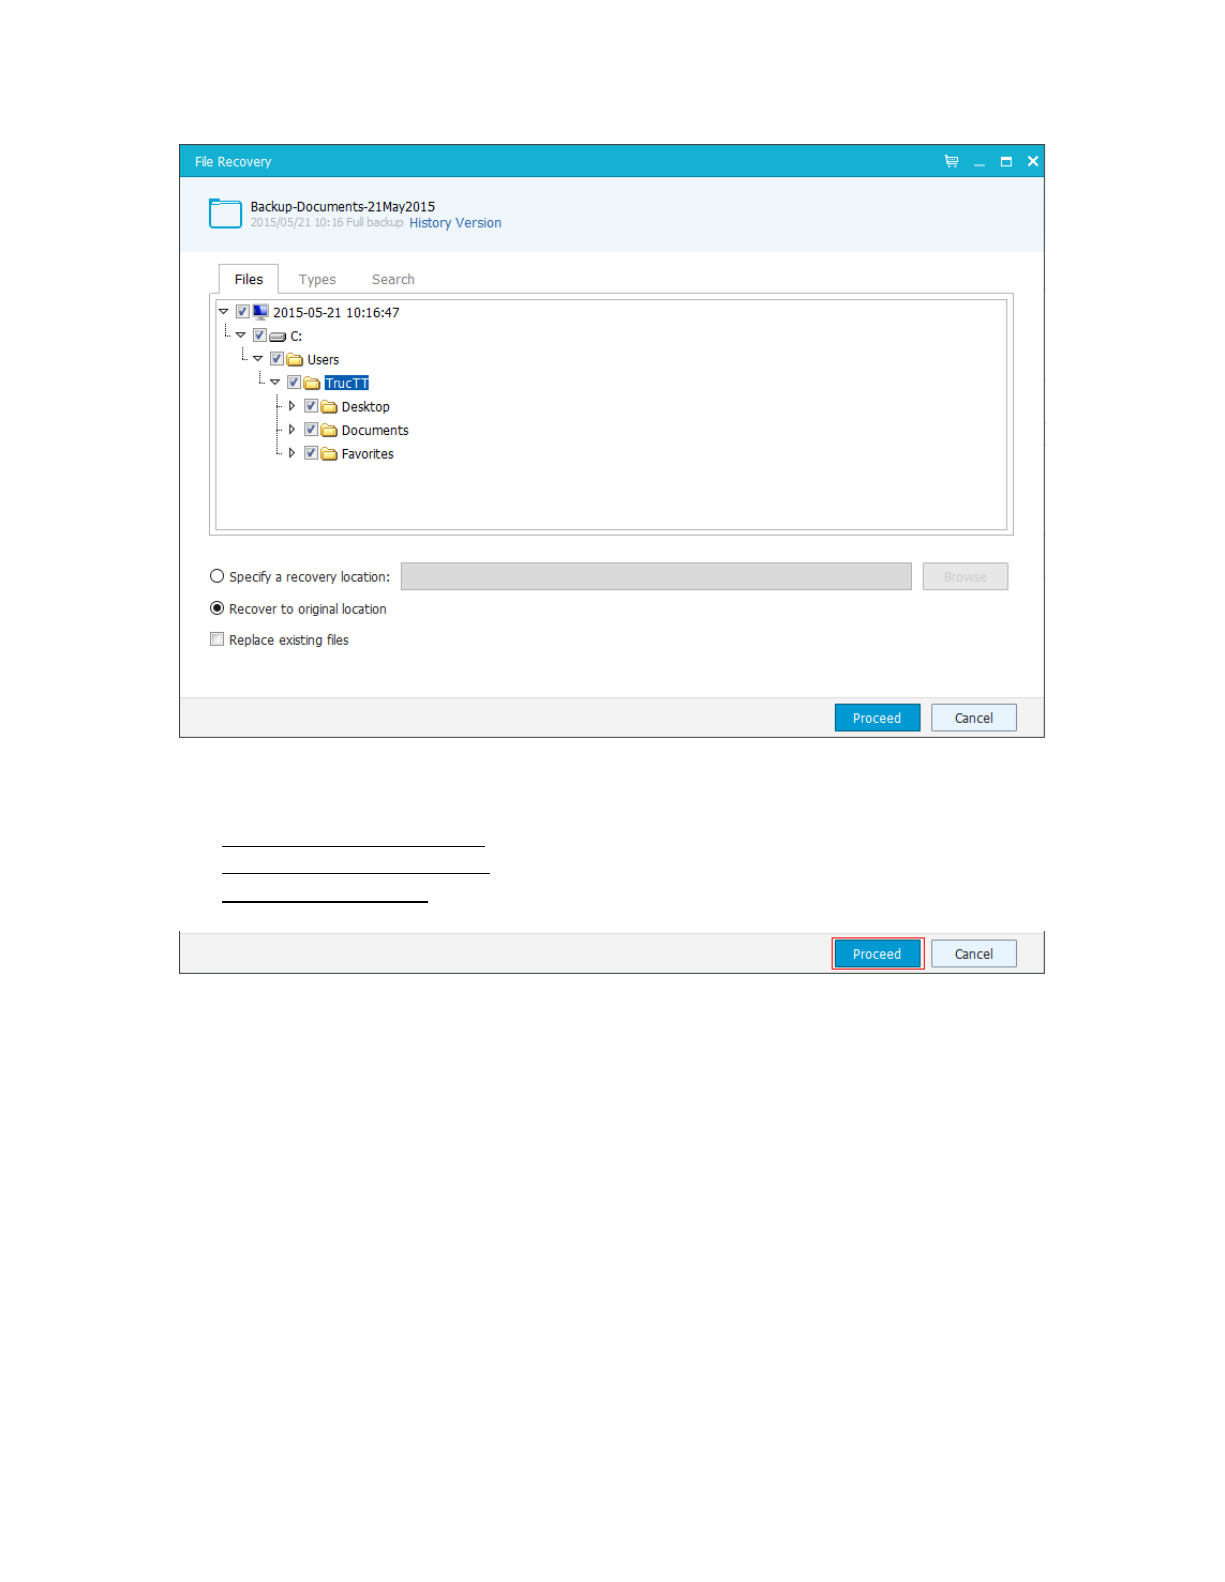 File Recovery
Backup-Documents-21May2015
2015/05/21 10:16 Full backup History Version
Files Types Search
2015-05-21 10:16:47
C:
Users
TrucTT
Desktop
Documents
Favorites
Specify a recovery location: Browse
Recover to original location
Replace existing files
Proceed Cancel
Proceed Cancel